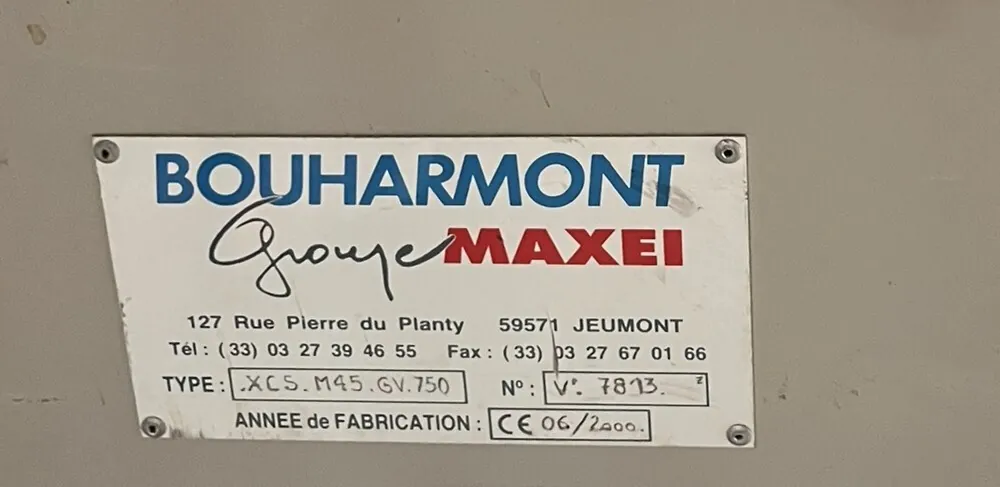 BOUHARMONT
Groupe MAXEI
127 Rue Pierre du Planty 59571 JEUMONT
Tél : (33) 03 27 39 46 55 Fax : (33) 03 27 67 01 66
TYPE : .XCS.M45.GV.750 N° : V°. 7813. z
ANNEE de FABRICATION : CE 06/2000.